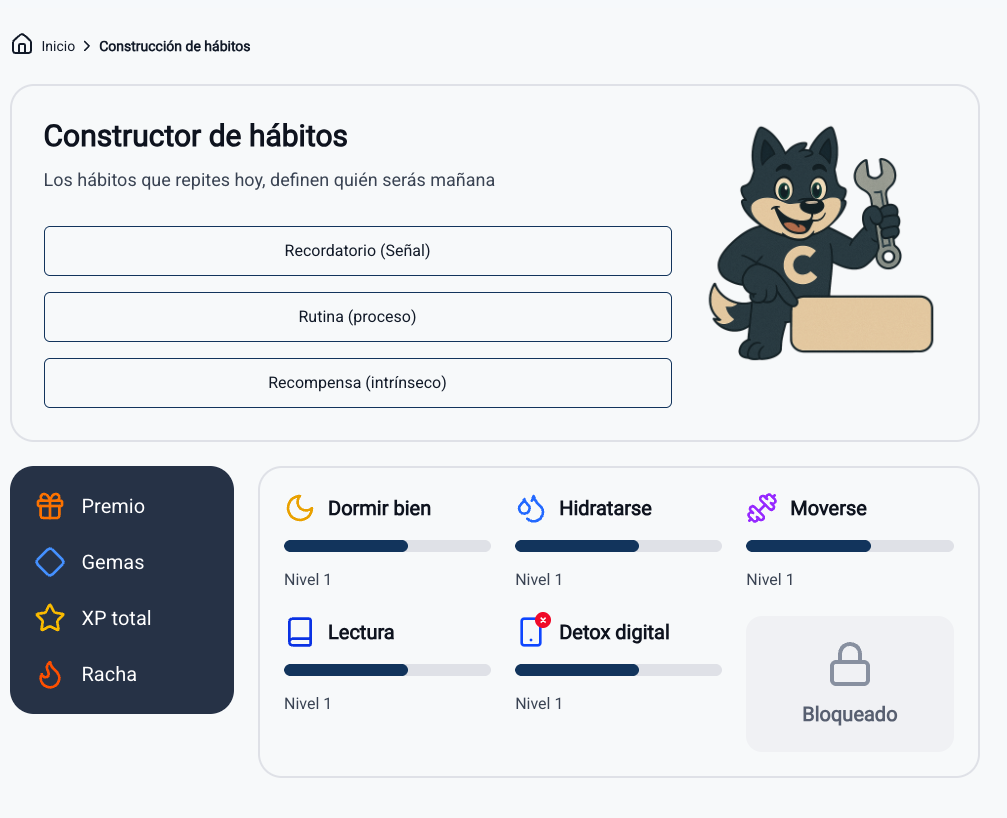 Inicio > Construcción de hábitos
Constructor de hábitos
Los hábitos que repites hoy, definen quién serás mañana
Recordatorio (Señal)
Rutina (proceso)
Recompensa (intrínseco)
C
Premio
Gemas
XP total
Racha
Dormir bien
Nivel 1
Hidratarse
Nivel 1
Moverse
Nivel 1
Lectura
Nivel 1
Detox digital
Nivel 1
Bloqueado